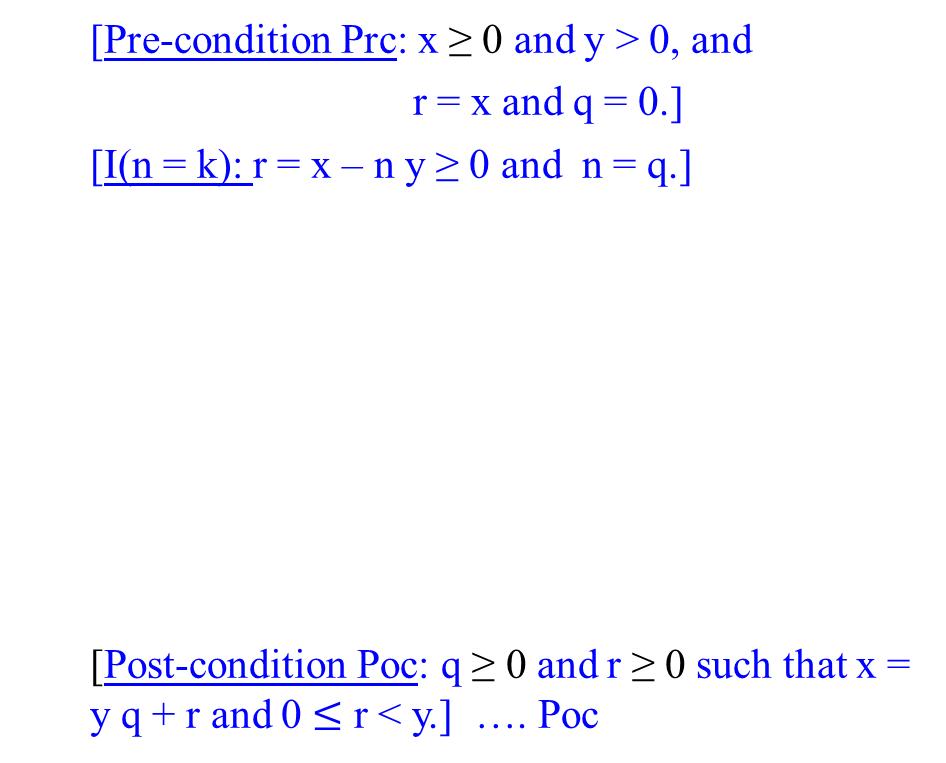 [Pre-condition Prc: x ≥ 0 and y > 0, and
r = x and q = 0.]
[I(n = k): r = x – n y ≥ 0 and n = q.]
[Post-condition Poc: q ≥ 0 and r ≥ 0 such that x =
y q + r and 0 ≤ r < y.] …. Poc